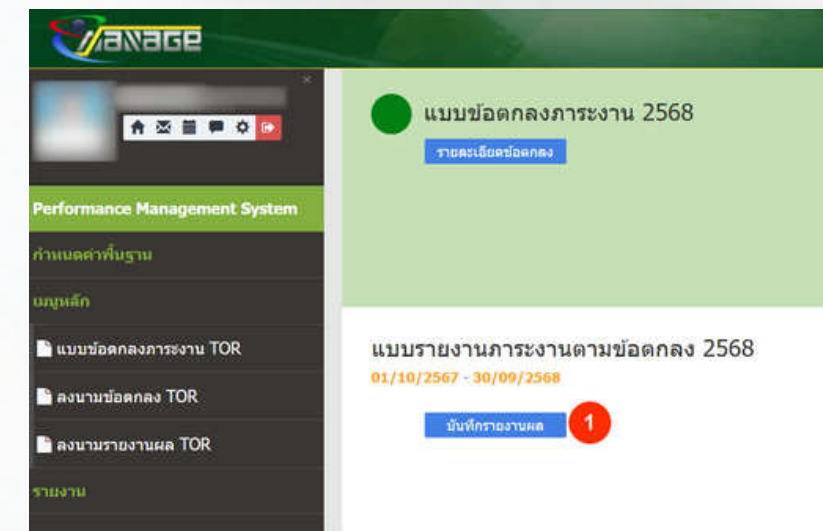 Manage
×
Performance Management System
กำหนดค่าพื้นฐาน
เมนูหลัก
แบบข้อตกลงภาระงาน TOR
ลงนามข้อตกลง TOR
ลงนามรายงานผล TOR
รายงาน
แบบข้อตกลงภาระงาน 2568
รายละเอียดข้อตกลง
แบบรายงานภาระงานตามข้อตกลง 2568
01/10/2567 - 30/09/2568
บันทึกรายงานผล 1